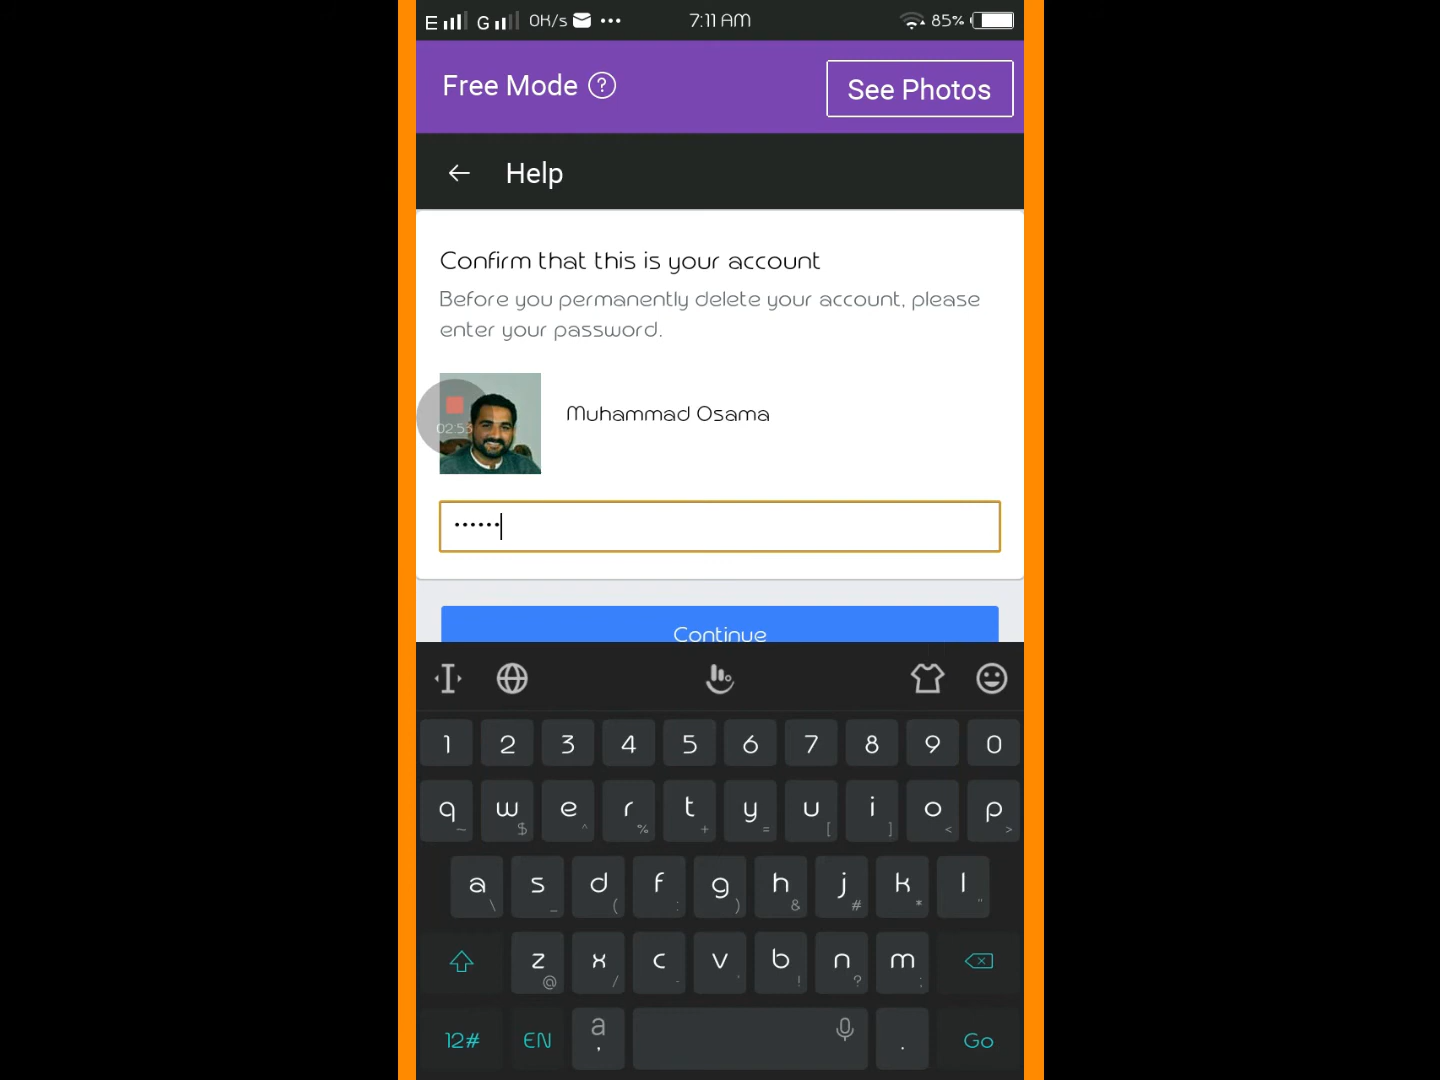 E G 0K/s ... 7:11 AM 85%
Free Mode ? See Photos
Help
Confirm that this is your account
Before you permanently delete your account, please
enter your password.
Muhammad Osama
02:53
••••••
Continue
1 2 3 4 5 6 7 8 9 0
q w e r t y u i o p
~ $ ^ % + = [ ] < >
a s d f g h j k l
\ _ ( : ) & # * "
z x c v b n m
@ / - ' ! ? ;
12# EN a , . Go